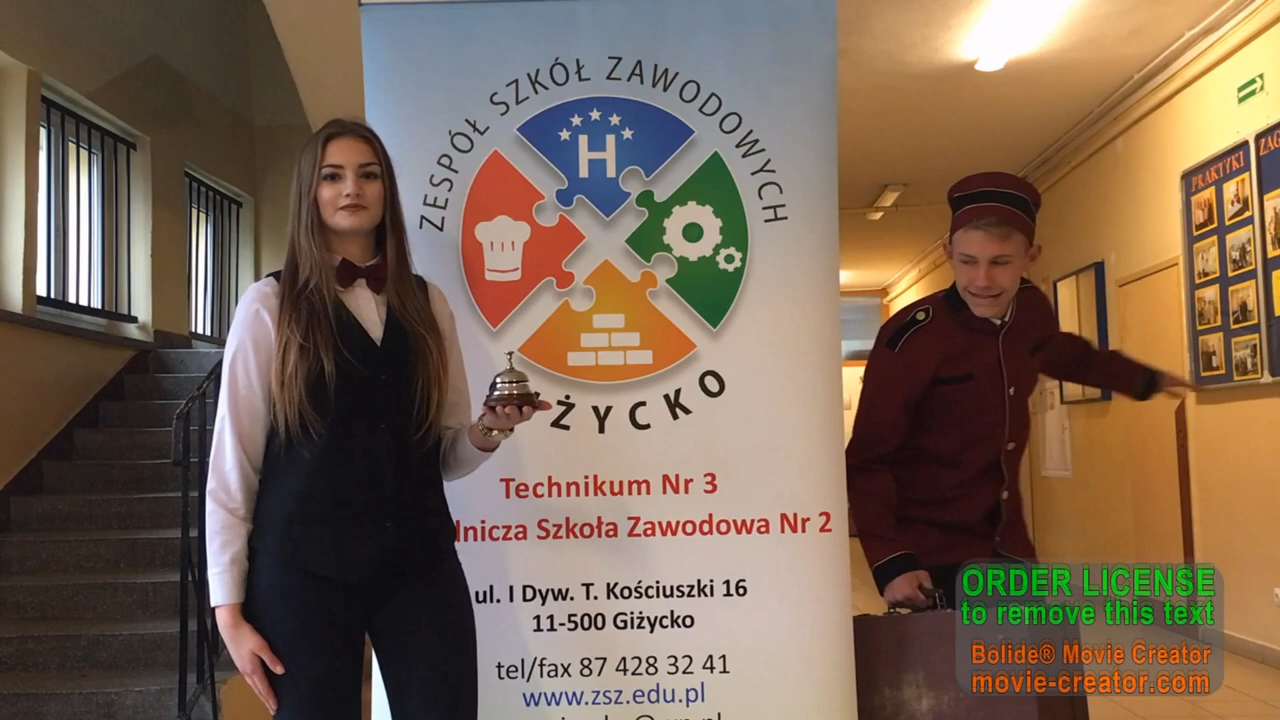 ZESPÓŁ SZKÓŁ ZAWODOWYCH
H
ŻYCKO
Technikum Nr 3
dnicza Szkoła Zawodowa Nr 2
ul. I Dyw. T. Kościuszki 16
11-500 Giżycko
tel/fax 87 428 32 41
www.zsz.edu.pl
PRAKTYKI
ZAG
ORDER LICENSE
to remove this text
Bolide® Movie Creator
movie-creator.com